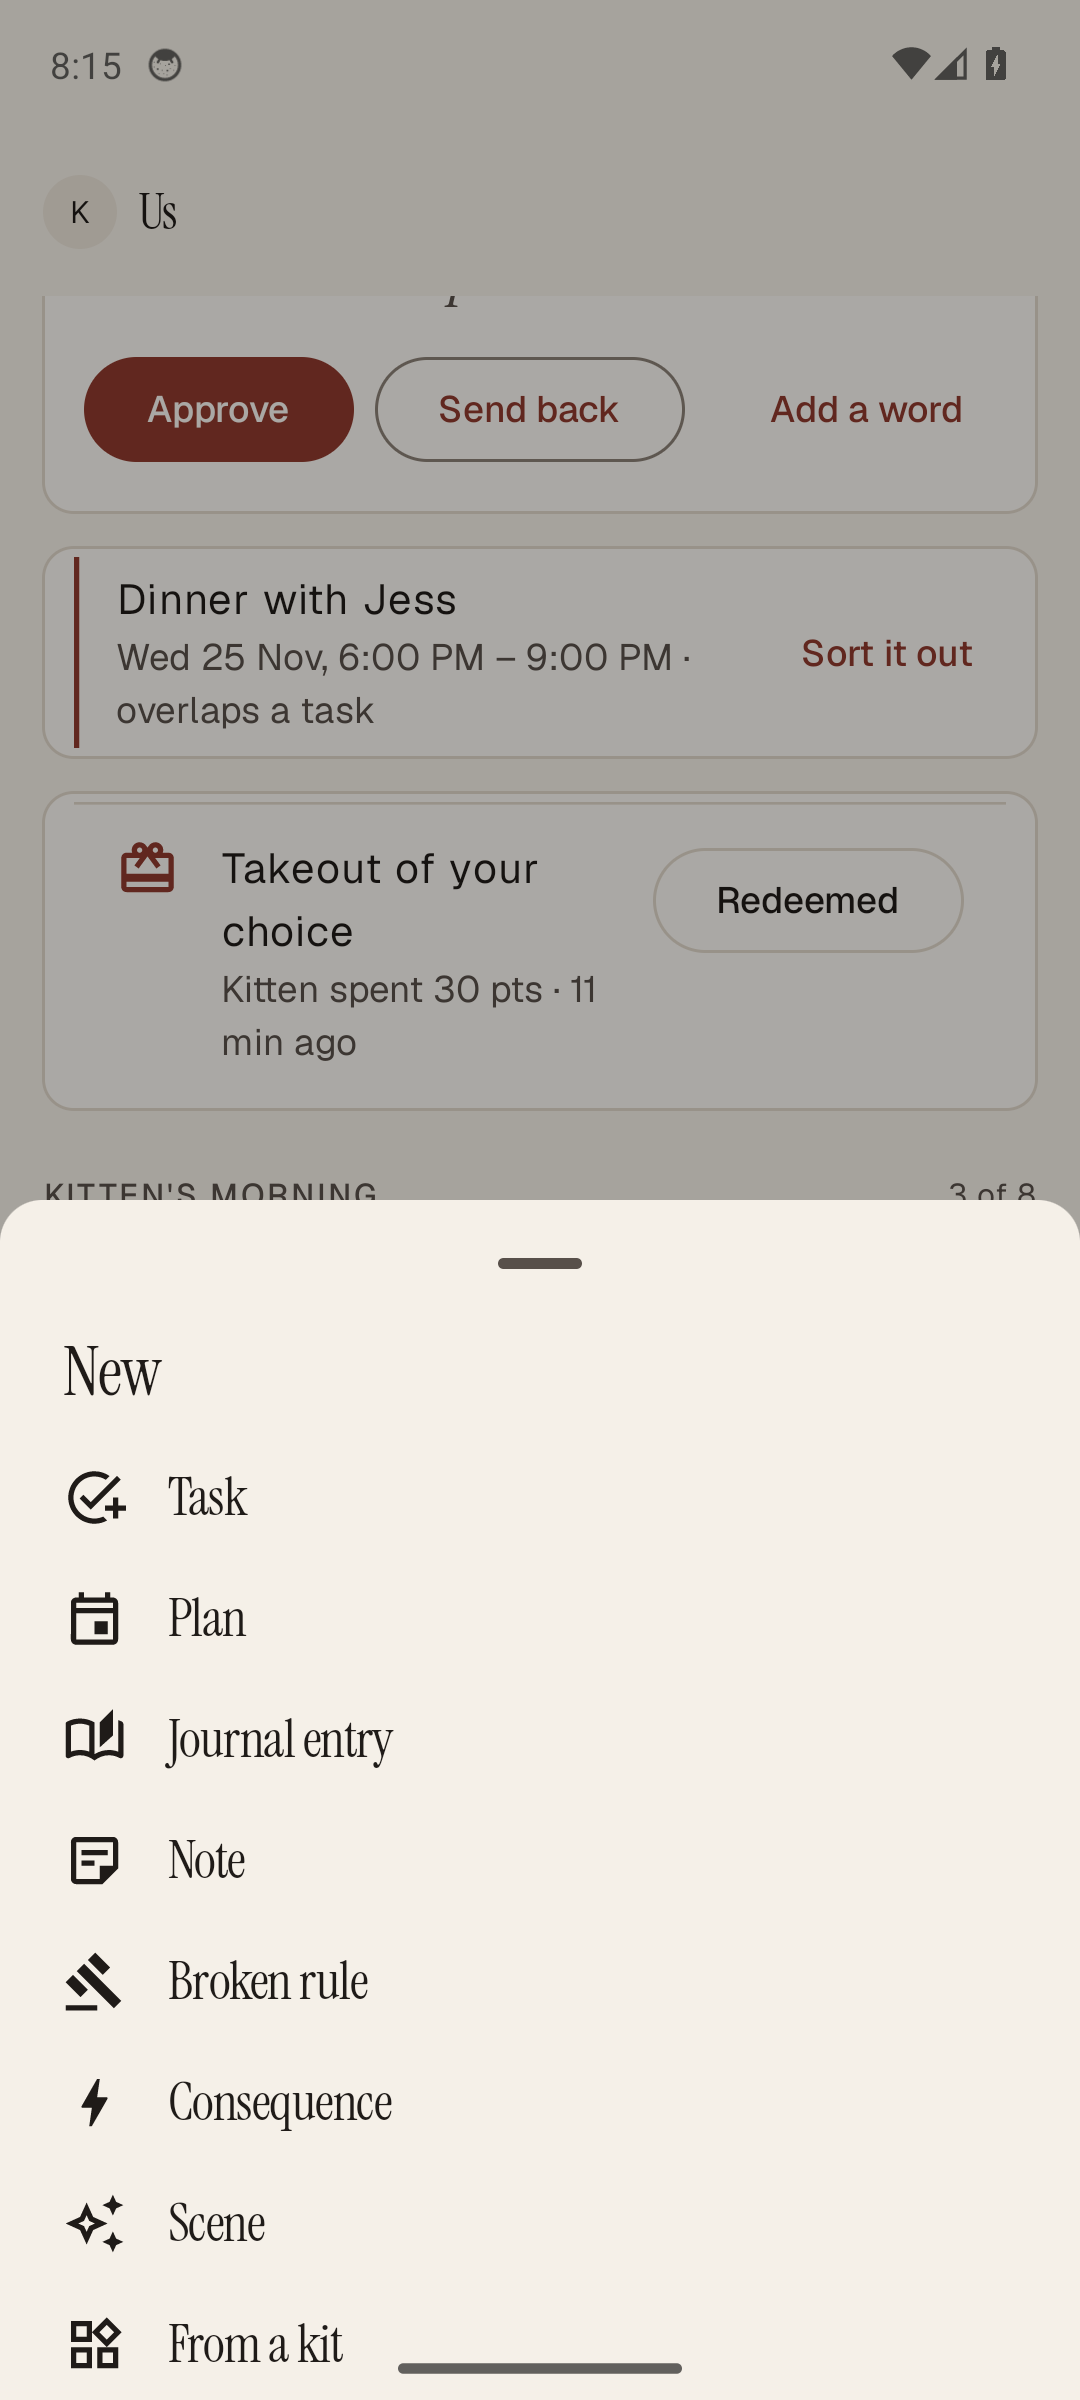 8:15
K
Us
Approve
Send back
Add a word
Dinner with Jess
Wed 25 Nov, 6:00 PM – 9:00 PM ·
overlaps a task
Sort it out
Takeout of your
choice
Redeemed
Kitten spent 30 pts · 11
min ago
KITTEN'S MORNING
3 of 8
New
Task
Plan
Journal entry
Note
Broken rule
Consequence
Scene
From a kit